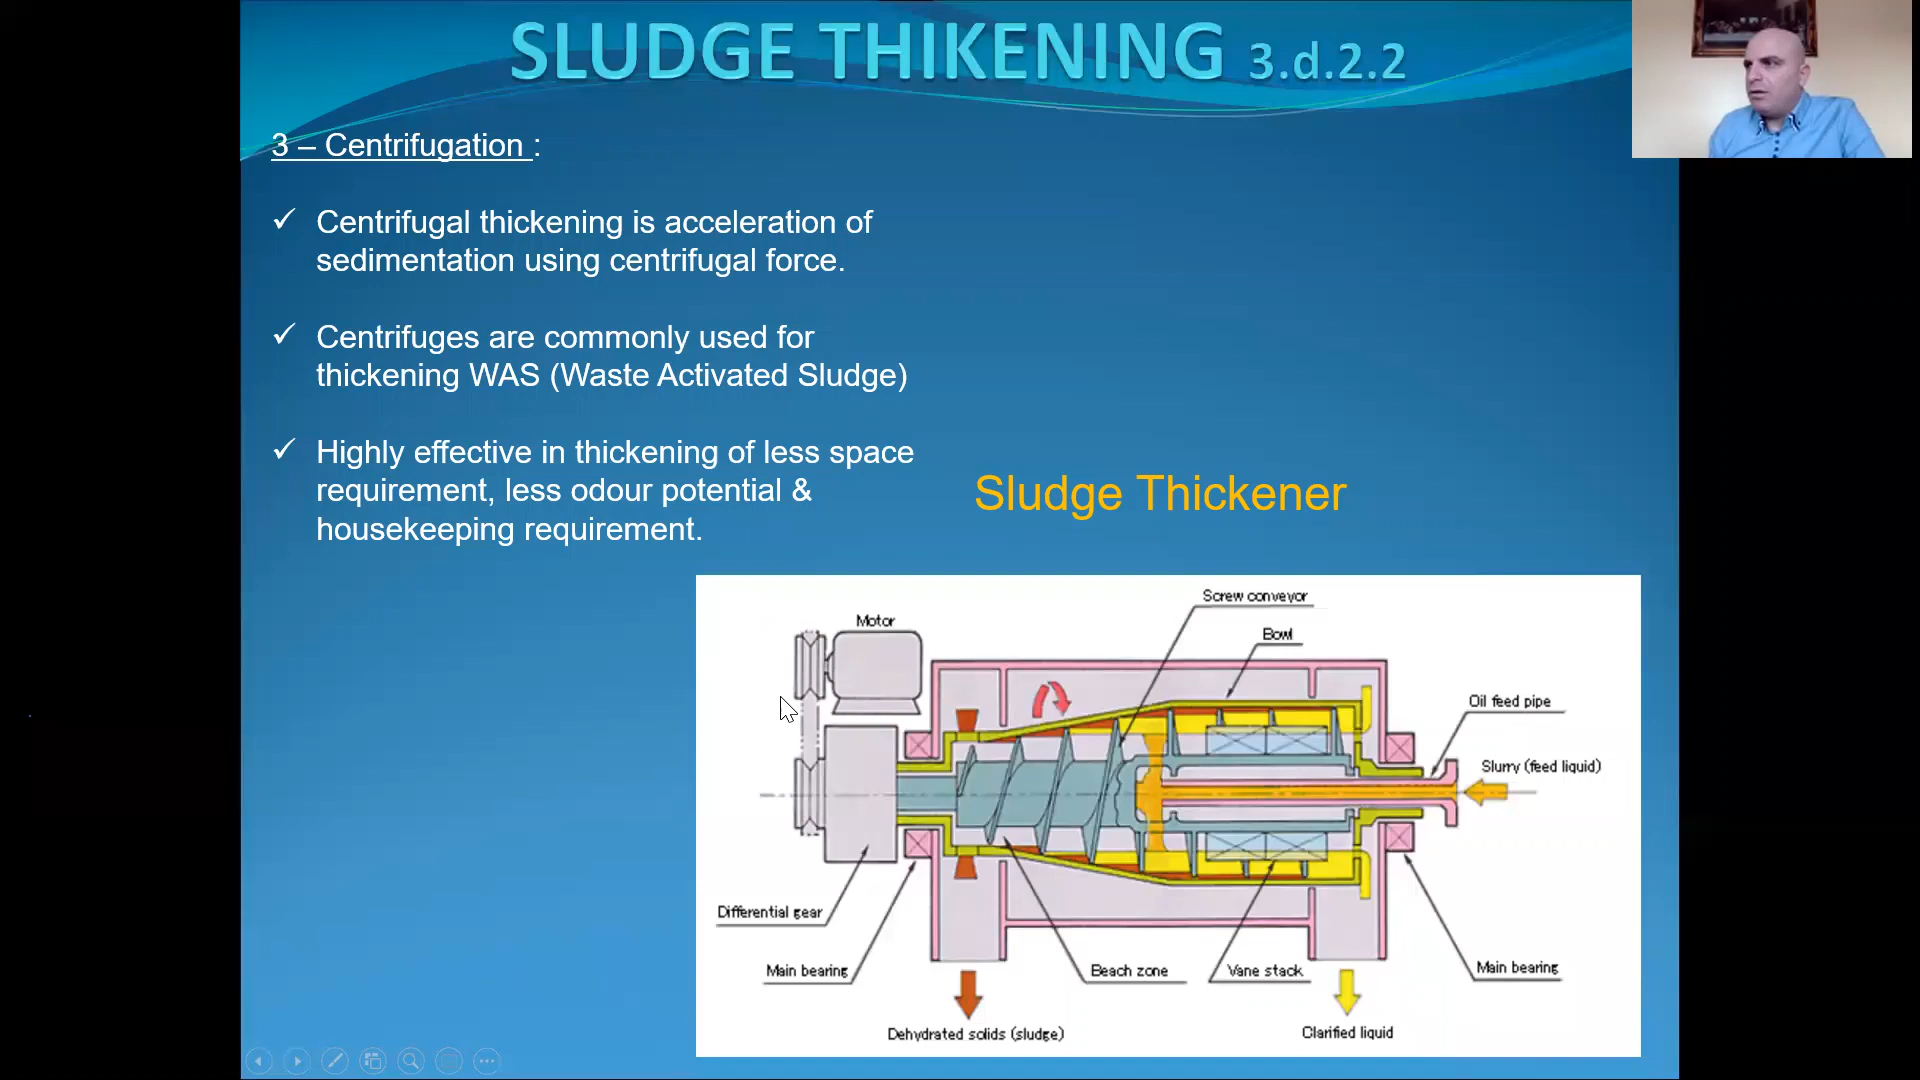 SLUDGE THIKENING 3.d.2.2
3 – Centrifugation :
✓ Centrifugal thickening is acceleration of
sedimentation using centrifugal force.
✓ Centrifuges are commonly used for
thickening WAS (Waste Activated Sludge)
✓ Highly effective in thickening of less space
requirement, less odour potential &
housekeeping requirement.
Sludge Thickener
Screw conveyor
Motor
Bowl
Oil feed pipe
Slurry (feed liquid)
Differential gear
Main bearing
Beach zone
Vane stack
Main bearing
Dehydrated solids (sludge)
Clarified liquid